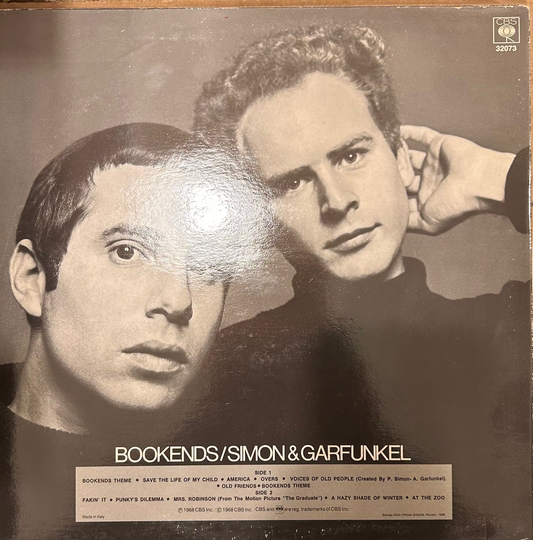 CBS
32073
BOOKENDS/SIMON & GARFUNKEL
SIDE 1
BOOKENDS THEME • SAVE THE LIFE OF MY CHILD • AMERICA • OVERS • VOICES OF OLD PEOPLE (Created By P. Simon- A. Garfunkel)
• OLD FRIENDS • BOOKENDS THEME
SIDE 2
FAKIN' IT • PUNKY'S DILEMMA • MRS. ROBINSON (From The Motion Picture "The Graduate") • A HAZY SHADE OF WINTER • AT THE ZOO
Ⓟ 1968 CBS Inc. / © 1968 CBS Inc. / CBS and are reg. trademarks of CBS Inc.
Made in Italy